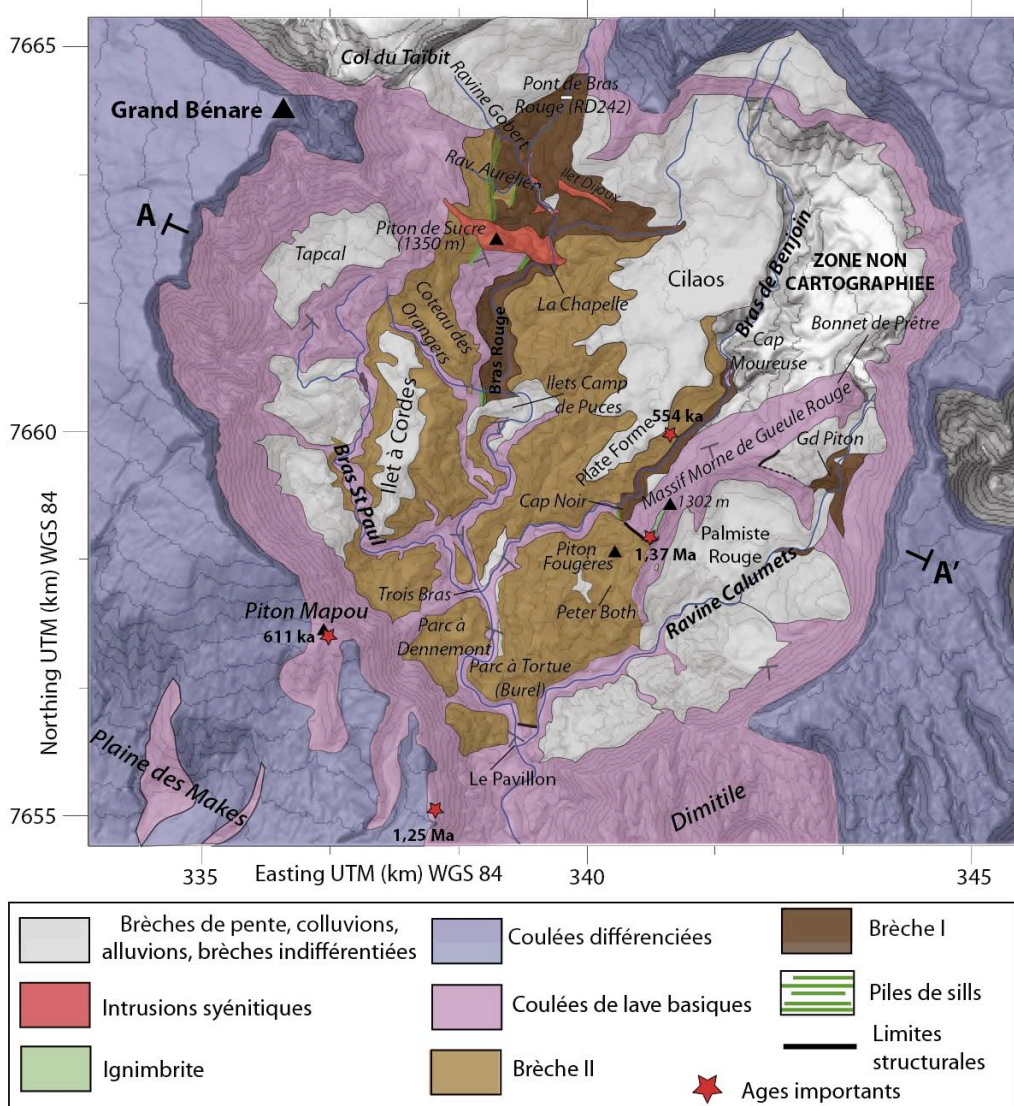 7665
Col du Taïbit
Grand Bénare
Ravine Gobert
Pont de Bras
Rouge (RD242)
Rav. Aurélien
Ilet Dijoux
A
Piton de Sucre
(1350 m)
Tapcal
La Chapelle
Cilaos
Bras de Benjoin
ZONE NON
CARTOGRAPHIEE
Coteau des
Orangers
Bras Rouge
Cap
Moureuse
Bonnet de Prêtre
Ilets Camp
de Puces
Ilet à Cordes
7660
554 ka
Plate Forme
Massif Morne de Gueule Rouge
Gd Piton
Bras St Paul
Cap Noir
1302 m
Palmiste
Rouge
1,37 Ma
Piton
Fougères
A'
Trois Bras
Peter Both
Ravine Calumets
Piton Mapou
611 ka
Parc à
Dennemont
Parc à Tortue
(Burel)
Northing UTM (km) WGS 84
Plaine des Makes
Le Pavillon
Dimitile
7655
1,25 Ma
335
Easting UTM (km) WGS 84
340
345
Brèches de pente, colluvions,
alluvions, brèches indifférentiées
Coulées différenciées
Brèche I
Intrusions syénitiques
Coulées de lave basiques
Piles de sills
Ignimbrite
Brèche II
Limites
structurales
Ages importants